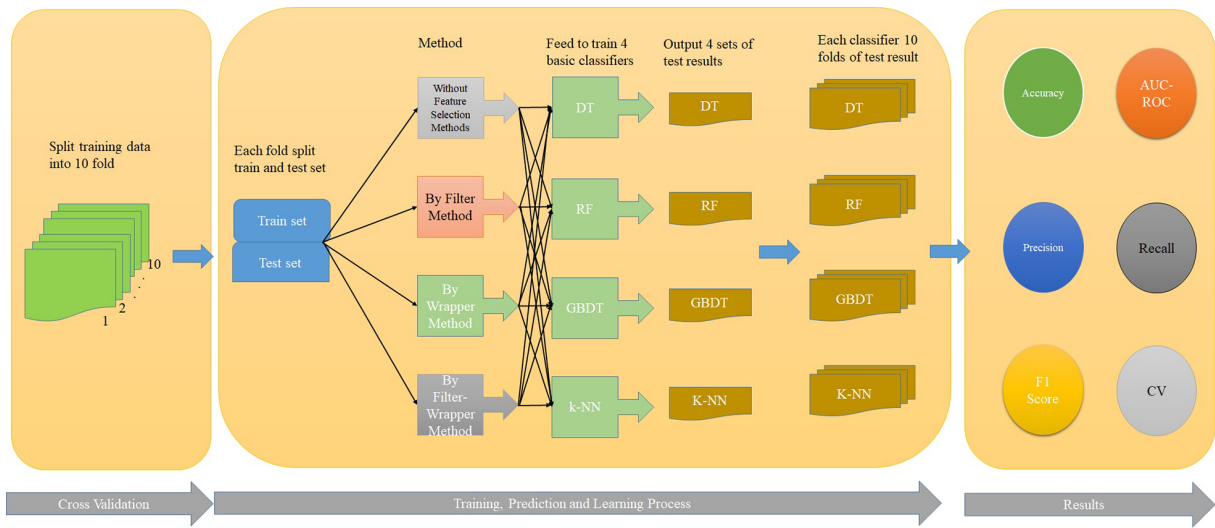 Split training data
into 10 fold
1
2
.
.
.
10
Each fold split
train and test set
Train set
Test set
Method
Without
Feature
Selection
Methods
By Filter
Method
By
Wrapper
Method
By
Filter-
Wrapper
Method
Feed to train 4
basic classifiers
DT
RF
GBDT
k-NN
Output 4 sets of
test results
DT
RF
GBDT
K-NN
Each classifier 10
folds of test result
DT
RF
GBDT
K-NN
Accuracy
AUC-
ROC
Precision
Recall
F1
Score
CV
Cross Validation
Training, Prediction and Learning Process
Results